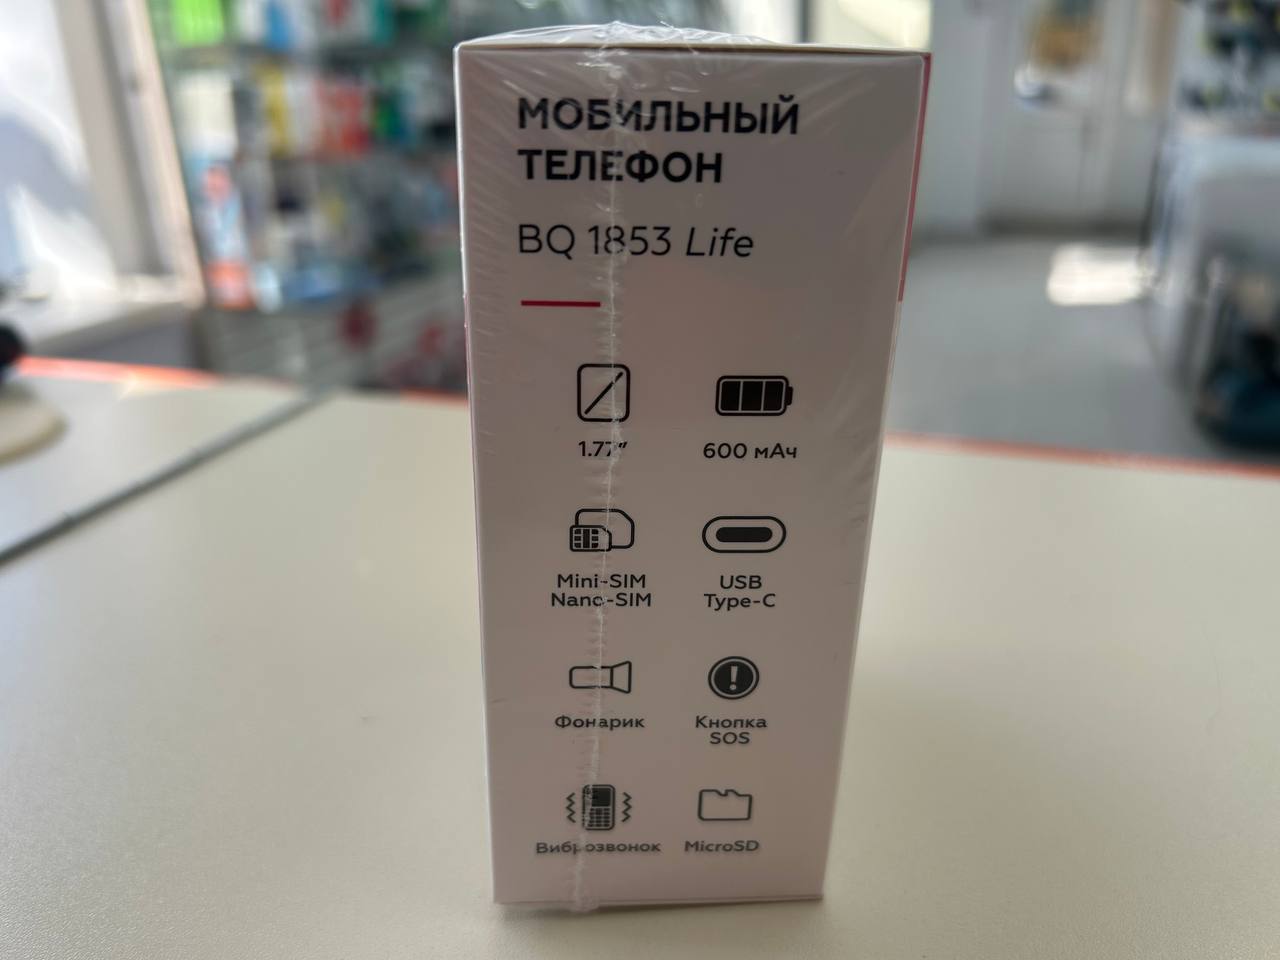 МОБИЛЬНЫЙ
ТЕЛЕФОН
BQ 1853 Life
1.77"
600 мАч
Mini-SIM
Nano-SIM
USB
Type-C
Фонарик
Кнопка
SOS
Виброзвонок
MicroSD